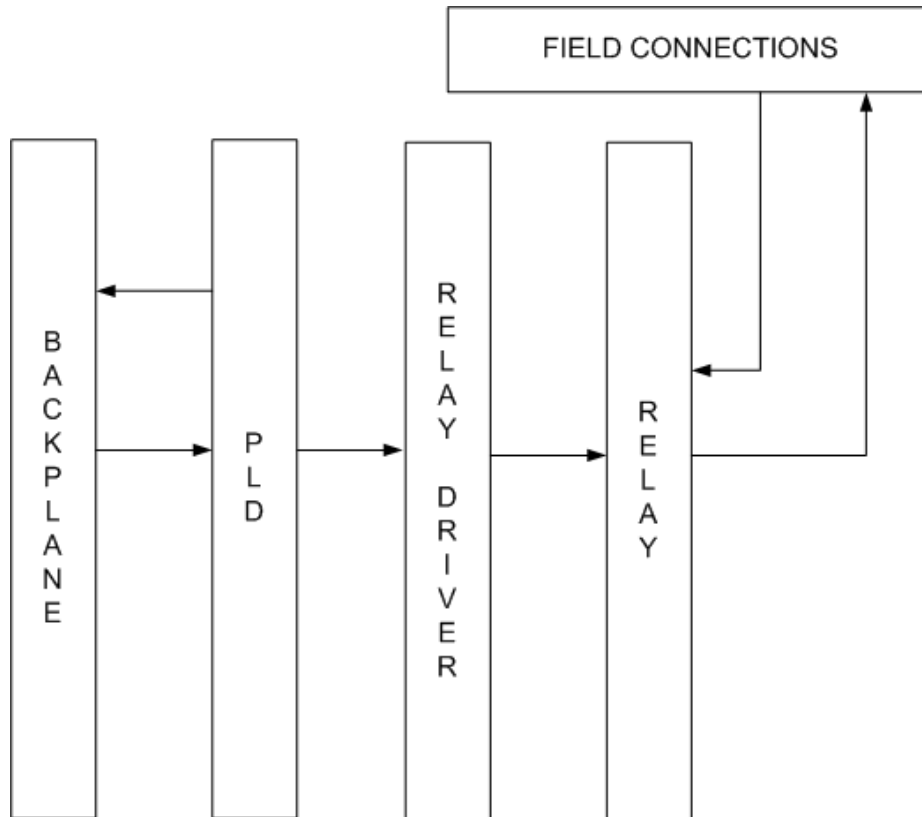 FIELD CONNECTIONS
BACKPLANE
PLD
RELAY DRIVER
RELAY